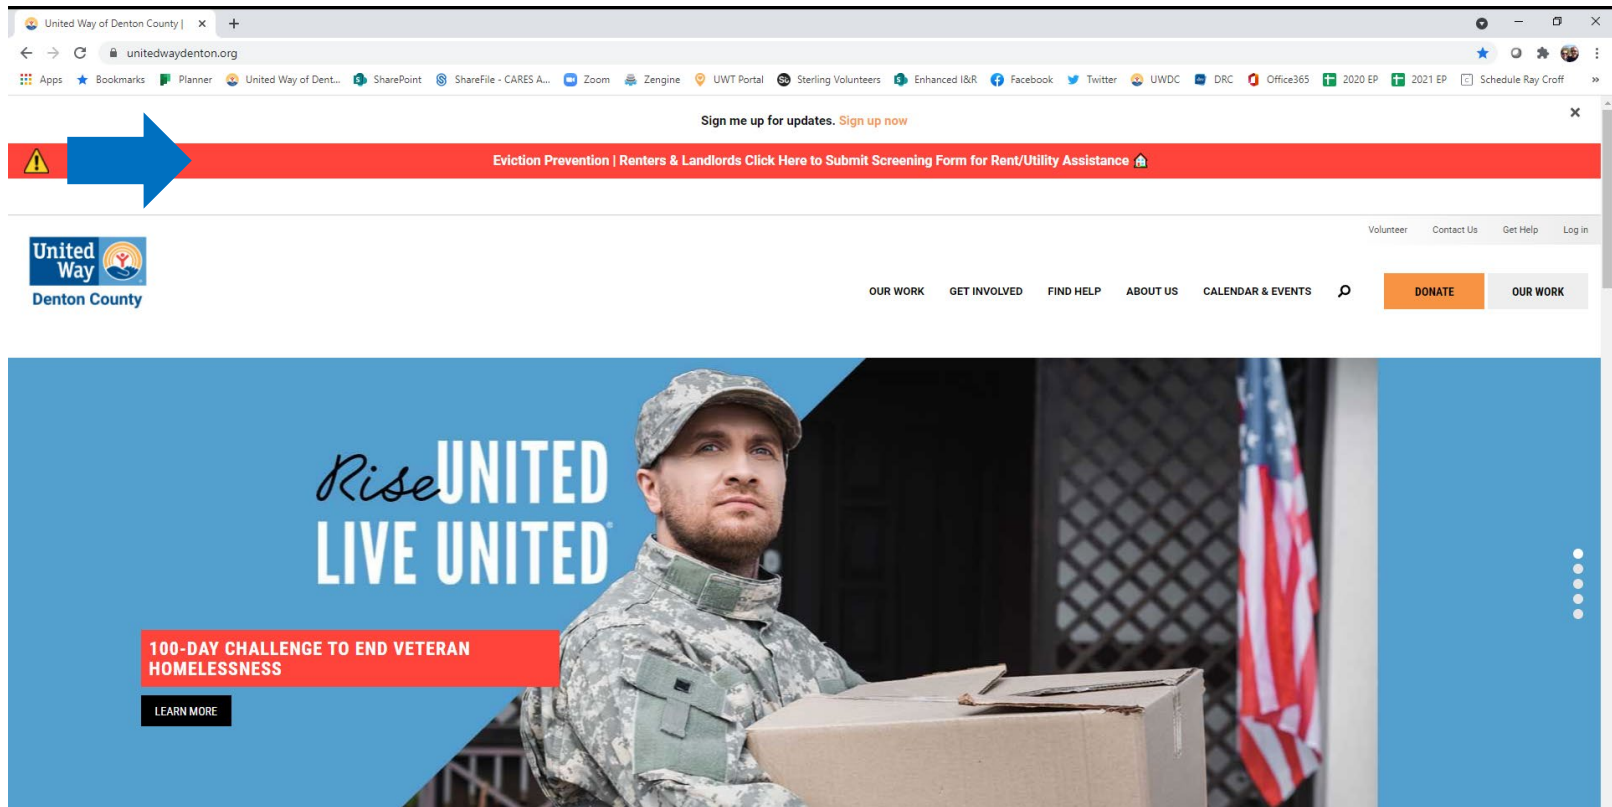 United Way of Denton County |
unitedwaydenton.org
Apps Bookmarks Planner United Way of Dent... SharePoint ShareFile - CARES A... Zoom Zengine UWT Portal Sterling Volunteers Enhanced I&R Facebook Twitter UWDC DRC Office365 2020 EP 2021 EP Schedule Ray Croff »
Sign me up for updates. Sign up now
Eviction Prevention | Renters & Landlords Click Here to Submit Screening Form for Rent/Utility Assistance
Volunteer Contact Us Get Help Log in
United
Way
Denton County
OUR WORK GET INVOLVED FIND HELP ABOUT US CALENDAR & EVENTS DONATE OUR WORK
Rise UNITED
LIVE UNITED
100-DAY CHALLENGE TO END VETERAN
HOMELESSNESS
LEARN MORE